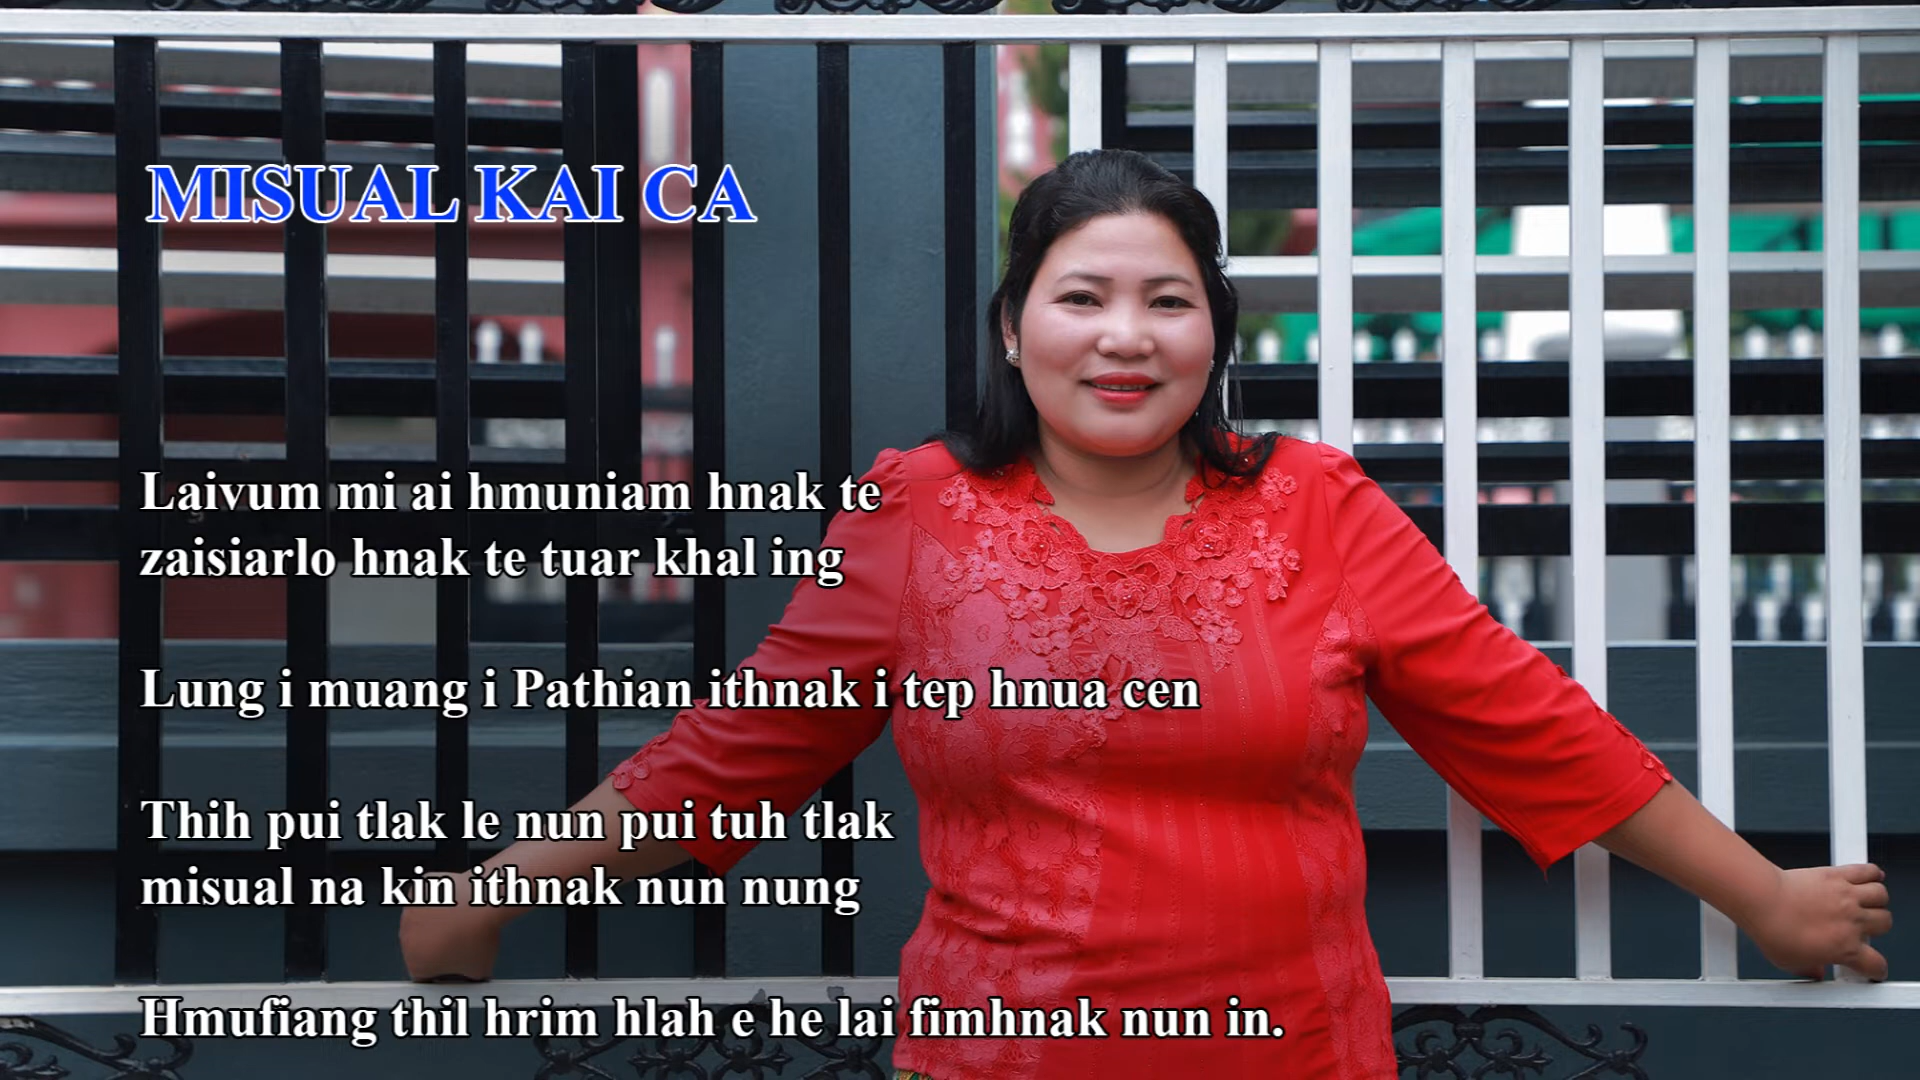 MISUAL KAI CA
Laivum mi ai hmuniam hnak te
zaisiarlo hnak te tuar khal ing
Lung i muang i Pathian ithnak i tep hnua cen
Thih pui tlak le nun pui tuh tlak
misual na kin ithnak nun nung
Hmufiang thil hrim hlah e he lai fimhnak nun in.